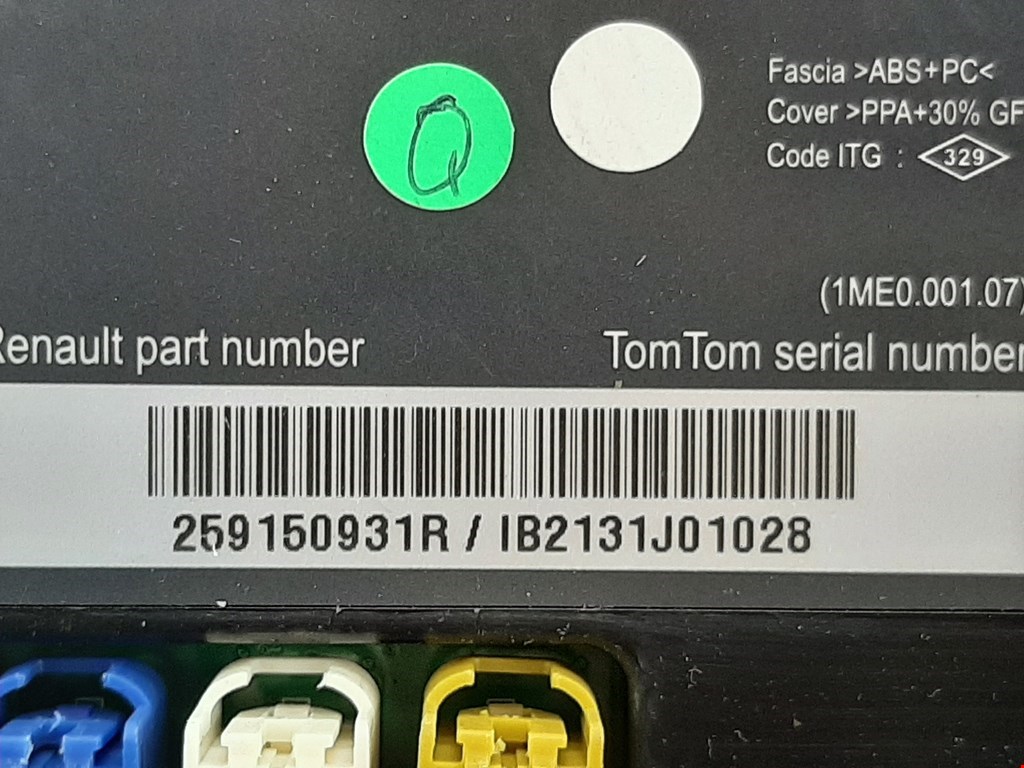 Q
Fascia >ABS+PC<
Cover >PPA+30% GF
Code ITG : 329
(1ME0.001.07)
Renault part number TomTom serial number
259150931R / IB2131J01028